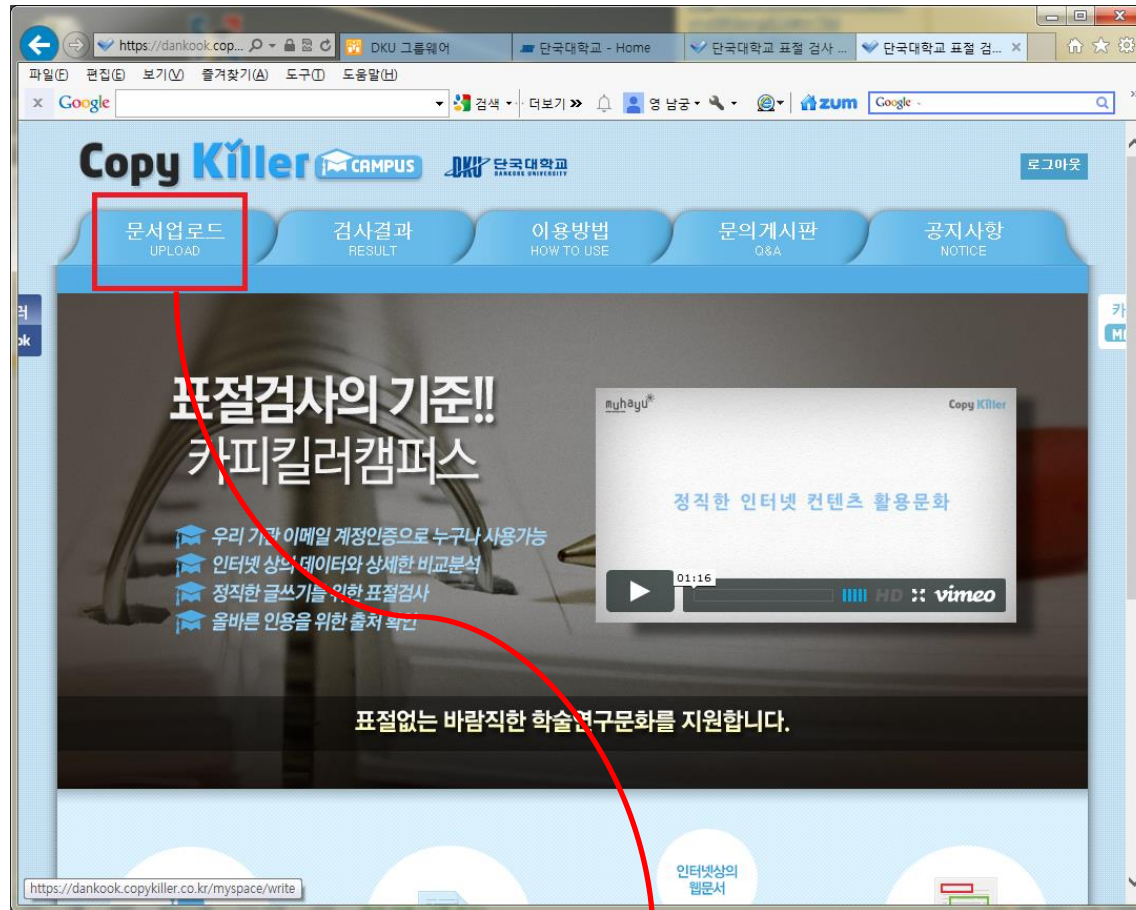 https://dankook.cop...
DKU 그룹웨어
단국대학교 - Home
단국대학교 표절 검사 ...
단국대학교 표절 검...
파일(F) 편집(E) 보기(V) 즐겨찾기(A) 도구(T) 도움말(H)
x Google 검색 더보기 » 영 남궁 zum Google
Copy Killer CAMPUS DKU 단국대학교
DANKOOK UNIVERSITY
로그아웃
문서업로드 검사결과 이용방법 문의게시판 공지사항
UPLOAD RESULT HOW TO USE Q&A NOTICE
러
ok
카
표절검사의 기준!!
카피킬러캠퍼스
우리 기관 이메일 계정인증으로 누구나 사용가능
인터넷 상의 데이터와 상세한 비교분석
정직한 글쓰기를 위한 표절검사
올바른 인용을 위한 출처 확인
myhayu Copy Killer
정직한 인터넷 컨텐츠 활용문화
01:16
HD vimeo
표절없는 바람직한 학술연구문화를 지원합니다.
인터넷상의
웹문서
https://dankook.copykiller.co.kr/myspace/write